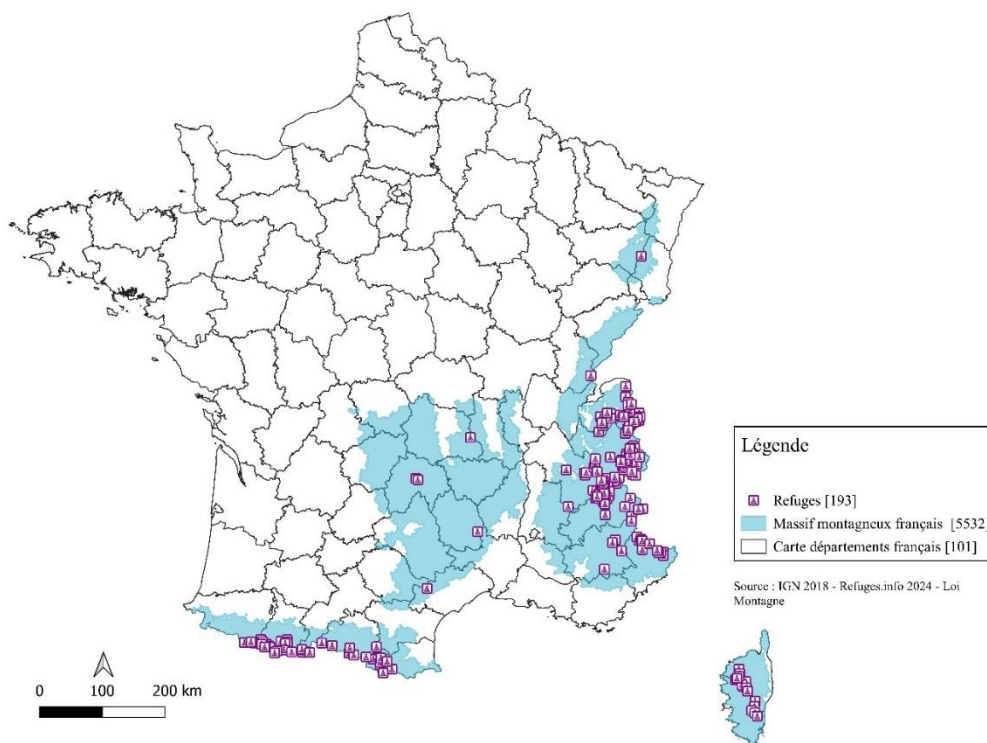 Légende
Refuges [193]
Massif montagneux français [5532]
Carte départements français [101]
Source : IGN 2018 - Refuges.info 2024 - Loi
Montagne
0 100 200 km